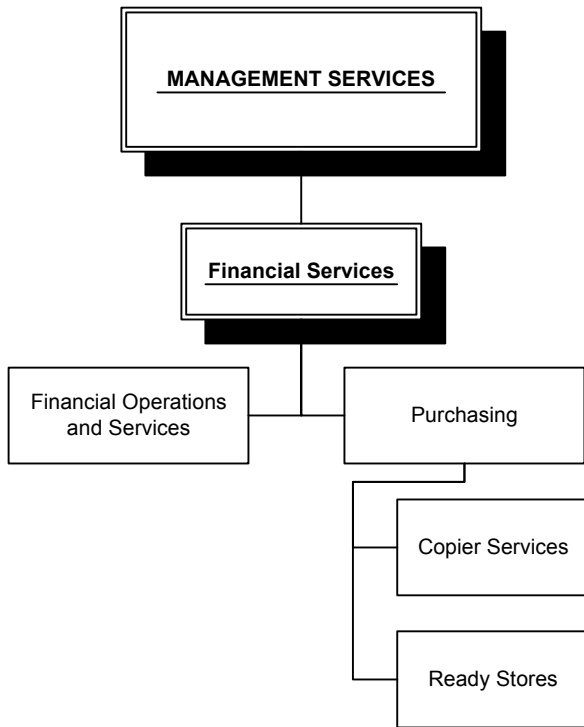 MANAGEMENT SERVICES
Financial Services
Financial Operations
and Services
Purchasing
Copier Services
Ready Stores